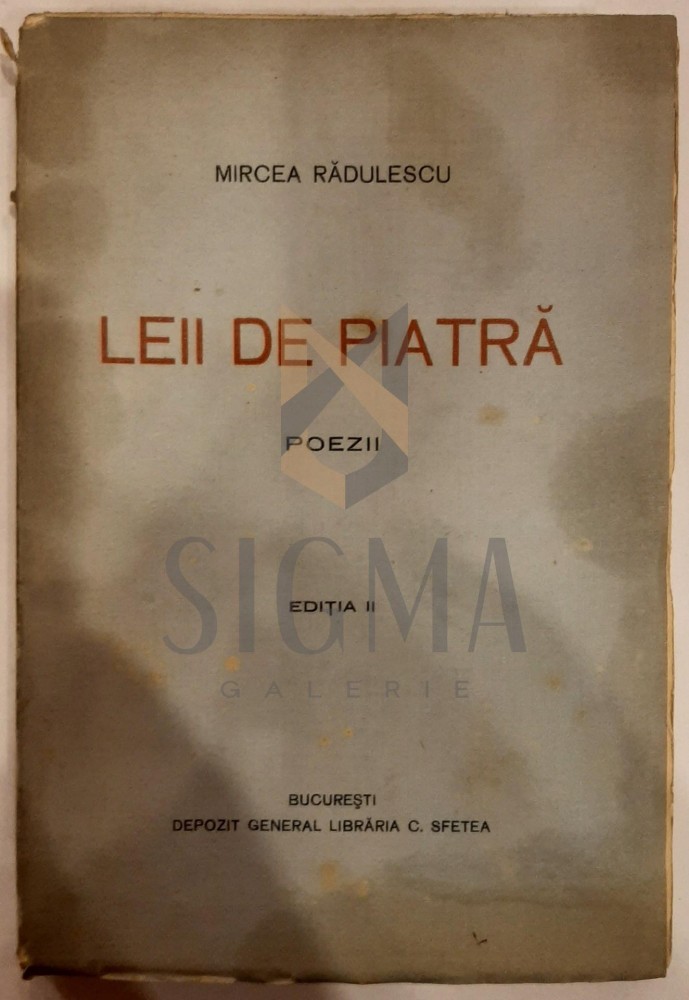 MIRCEA RĂDULESCU
LEII DE PIATRĂ
POEZII
SIGMA
EDIȚIA II
GALERIE
BUCUREȘTI
DEPOZIT GENERAL LIBRĂRIA C. SFETEA